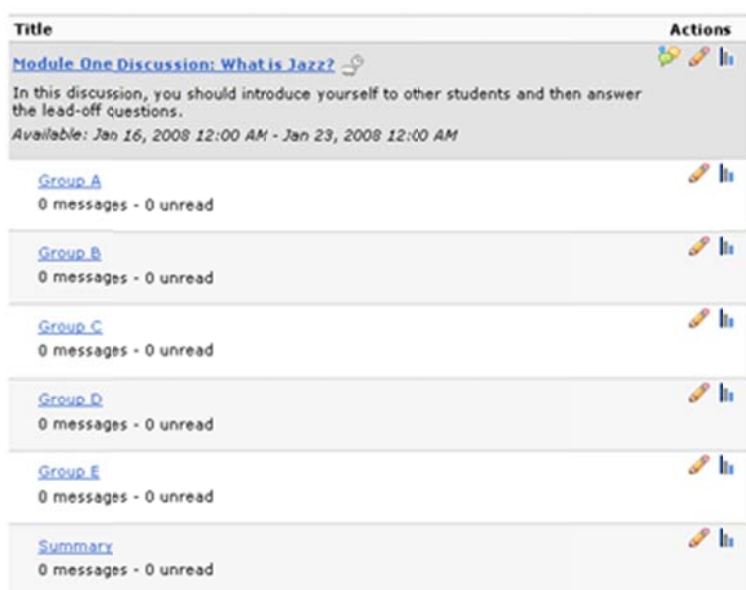 Title Actions
Module One Discussion: What is Jazz?
In this discussion, you should introduce yourself to other students and then answer
the lead-off questions.
Available: Jan 16, 2008 12:00 AM - Jan 23, 2008 12:00 AM
Group A
0 messages - 0 unread
Group B
0 messages - 0 unread
Group C
0 messages - 0 unread
Group D
0 messages - 0 unread
Group E
0 messages - 0 unread
Summary
0 messages - 0 unread